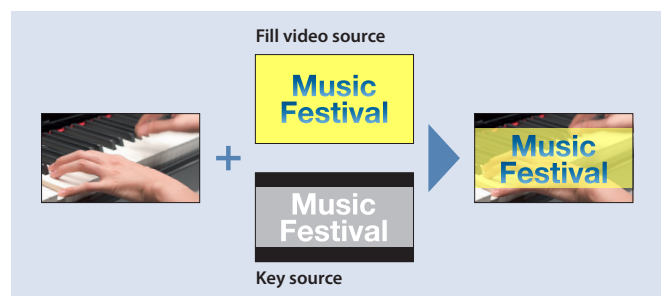 Fill video source
Music
Festival
Music
Festival
Music
Festival
Key source